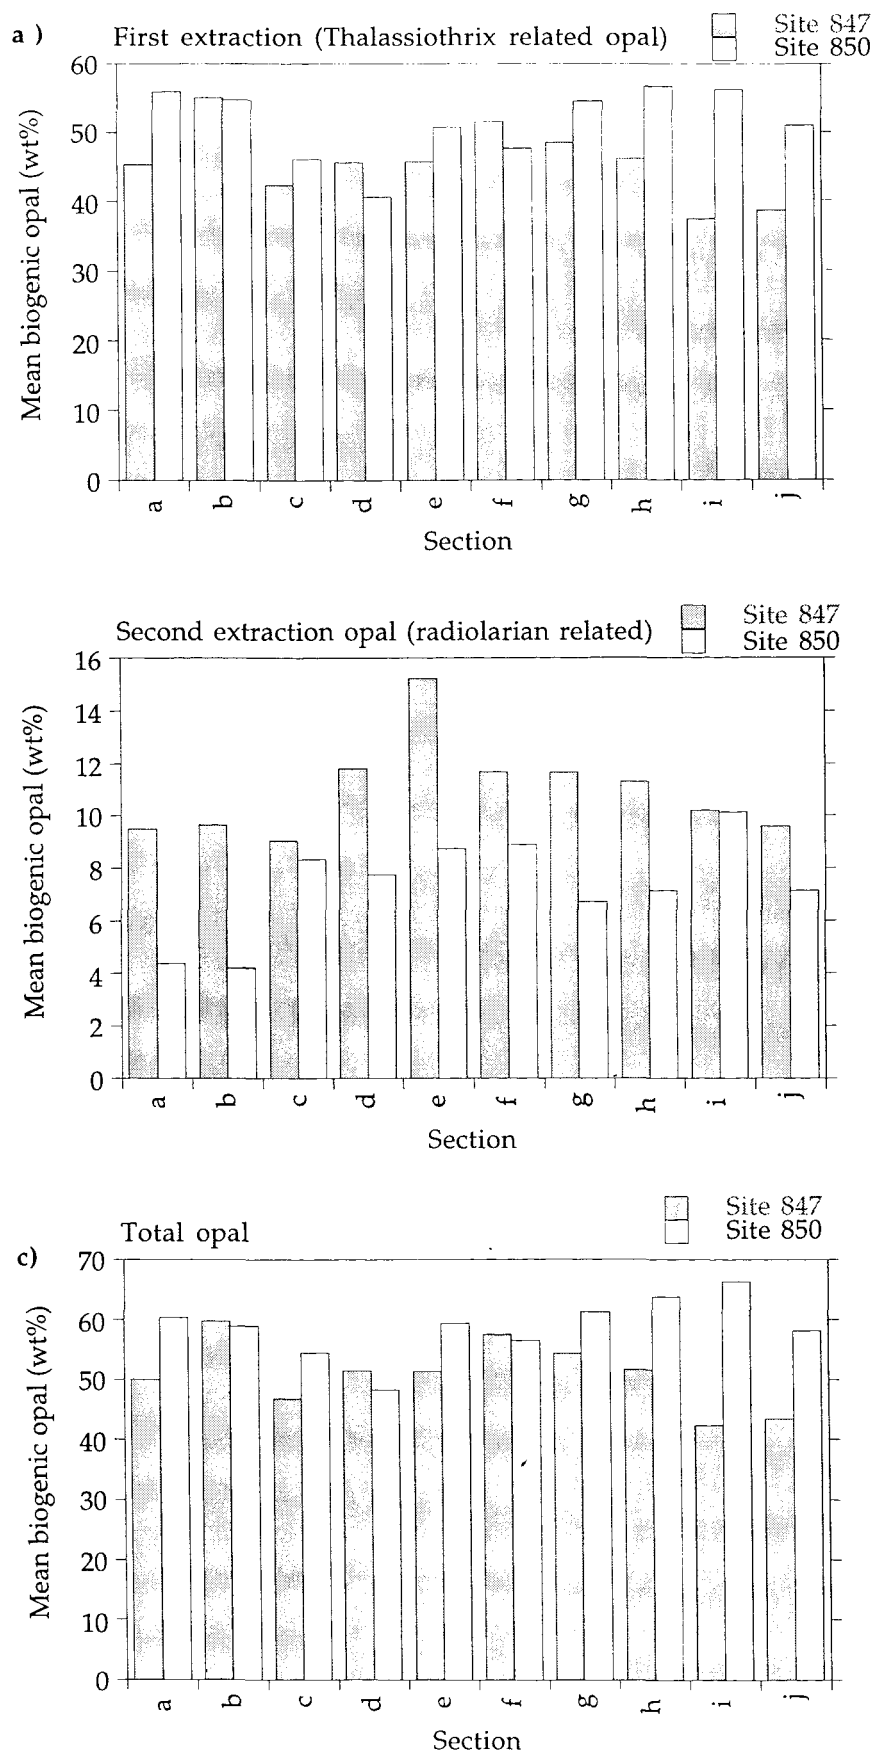 a ) First extraction (Thalassiothrix related opal)
Site 847
Site 850
Mean biogenic opal (wt%)
60
50
40
30
20
10
0
a b c d e f g h i j
Section
Second extraction opal (radiolarian related)
Site 847
Site 850
Mean biogenic opal (wt%)
16
14
12
10
8
6
4
2
0
a b c d e f g h i j
Section
c) Total opal
Site 847
Site 850
Mean biogenic opal (wt%)
70
60
50
40
30
20
10
0
a b c d e f g h i j
Section